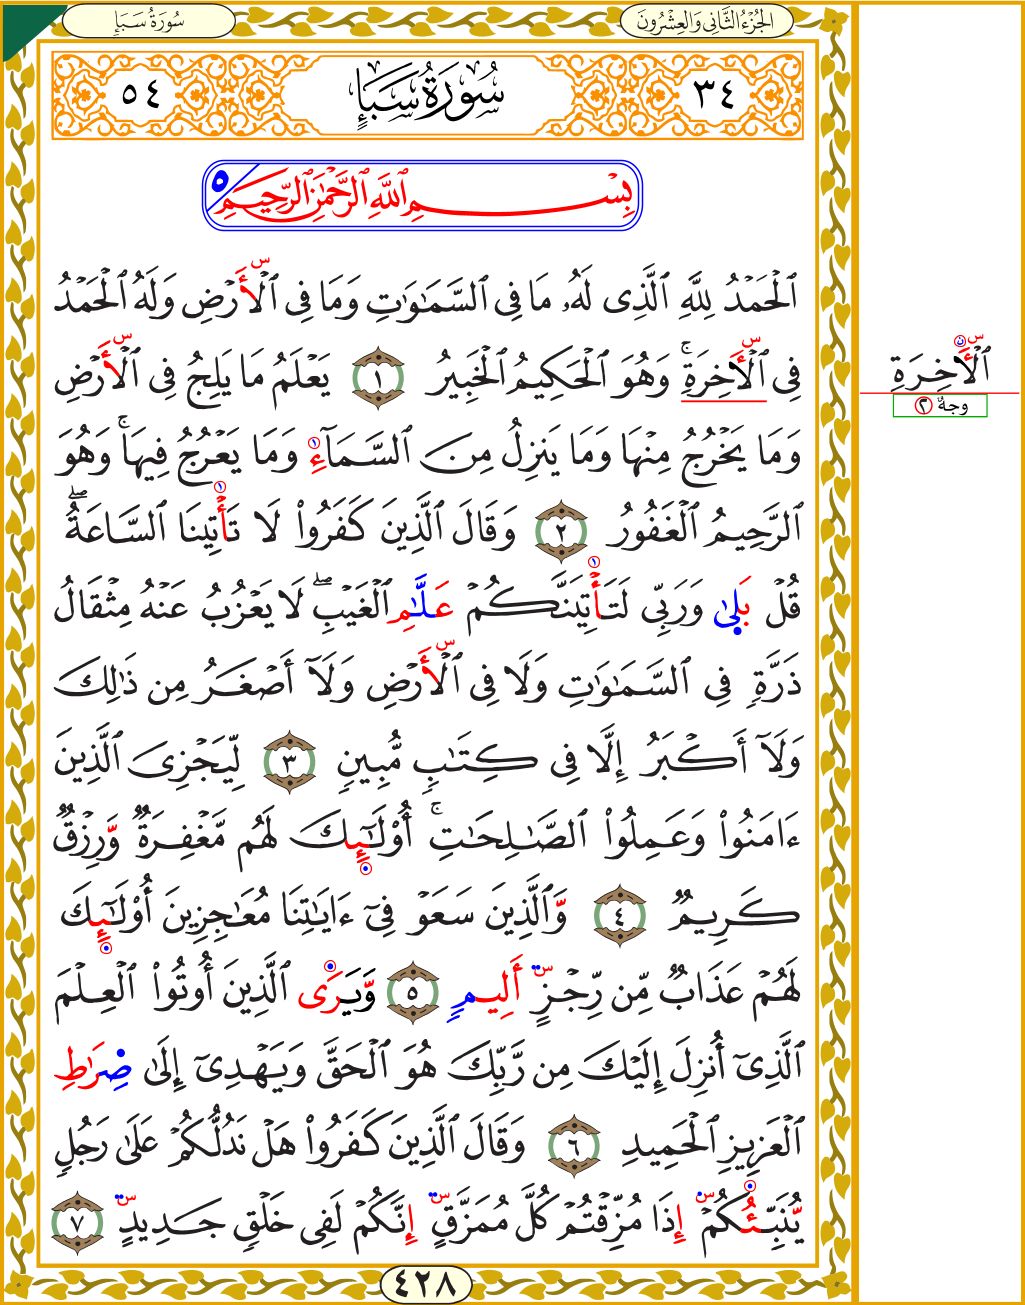 الجُزْءُ الثَّانِي وَالعِشْرُونَ سُورَةُ سَبَإٍ
٣٤ سُورَةُ سَبَإٍ ٥٤
بِسْمِ ٱللَّهِ ٱلرَّحْمَٰنِ ٱلرَّحِيمِ ٥
ٱلْحَمْدُ لِلَّهِ ٱلَّذِى لَهُۥ مَا فِى ٱلسَّمَٰوَٰتِ وَمَا فِى ٱلْأَرْضِ وَلَهُ ٱلْحَمْدُ
فِى ٱلْأَخِرَةِۚ وَهُوَ ٱلْحَكِيمُ ٱلْخَبِيرُ ١ يَعْلَمُ مَا يَلِجُ فِى ٱلْأَرْضِ
ٱلْأَخِرَةِ
وجهٌ ٢
وَمَا يَخْرُجُ مِنْهَا وَمَا يَنزِلُ مِنَ ٱلسَّمَآءِ وَمَا يَعْرُجُ فِيهَاۚ وَهُوَ
ٱلرَّحِيمُ ٱلْغَفُورُ ٢ وَقَالَ ٱلَّذِينَ كَفَرُوا۟ لَا تَأْتِينَا ٱلسَّاعَةُۖ
قُلْ بَلَىٰ وَرَبِّى لَتَأْتِيَنَّكُمْ عَلَّٰمِ ٱلْغَيْبِۖ لَا يَعْزُبُ عَنْهُ مِثْقَالُ
ذَرَّةٍ فِى ٱلسَّمَٰوَٰتِ وَلَا فِى ٱلْأَرْضِ وَلَآ أَصْغَرُ مِن ذَٰلِكَ
وَلَآ أَكْبَرُ إِلَّا فِى كِتَٰبٍ مُّبِينٍ ٣ لِّيَجْزِىَ ٱلَّذِينَ
ءَامَنُوا۟ وَعَمِلُوا۟ ٱلصَّٰلِحَٰتِۚ أُو۟لَٰٓئِكَ لَهُم مَّغْفِرَةٌ وَّرِزْقٌ
كَرِيمٌ ٤ وَّٱلَّذِينَ سَعَوْ فِىٓ ءَايَٰتِنَا مُعَٰجِزِينَ أُو۟لَٰٓئِكَ
لَهُمْ عَذَابٌ مِّن رِّجْزٍ أَلِيمٍ ٥ وَّيَرَى ٱلَّذِينَ أُوتُوا۟ ٱلْعِلْمَ
ٱلَّذِىٓ أُنزِلَ إِلَيْكَ مِن رَّبِّكَ هُوَ ٱلْحَقَّ وَيَهْدِىٓ إِلَىٰ صِرَٰطِ
ٱلْعَزِيزِ ٱلْحَمِيدِ ٦ وَقَالَ ٱلَّذِينَ كَفَرُوا۟ هَلْ نَدُلُّكُمْ عَلَىٰ رَجُلٍ
يُّنَبِّئُكُمْ إِذَا مُزِّقْتُمْ كُلَّ مُمَزَّقٍ إِنَّكُمْ لَفِى خَلْقٍ جَدِيدٍ ٧
٤٢٨